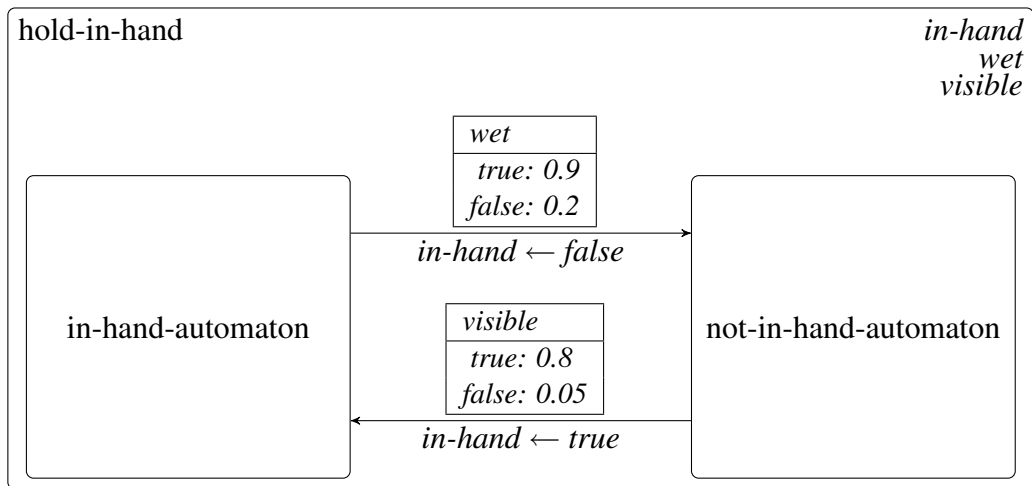 hold-in-hand
in-hand
wet
visible
wet
true: 0.9
false: 0.2
in-hand ← false
in-hand-automaton
visible
true: 0.8
false: 0.05
in-hand ← true
not-in-hand-automaton